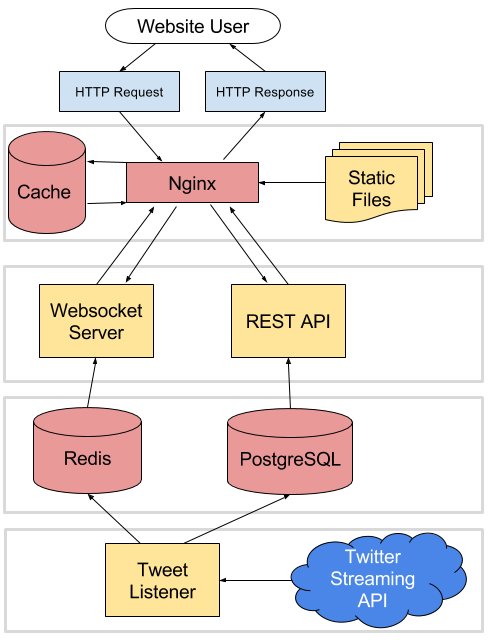 Website User
HTTP Request
HTTP Response
Cache
Nginx
Static
Files
Websocket
Server
REST API
Redis
PostgreSQL
Tweet
Listener
Twitter
Streaming
API